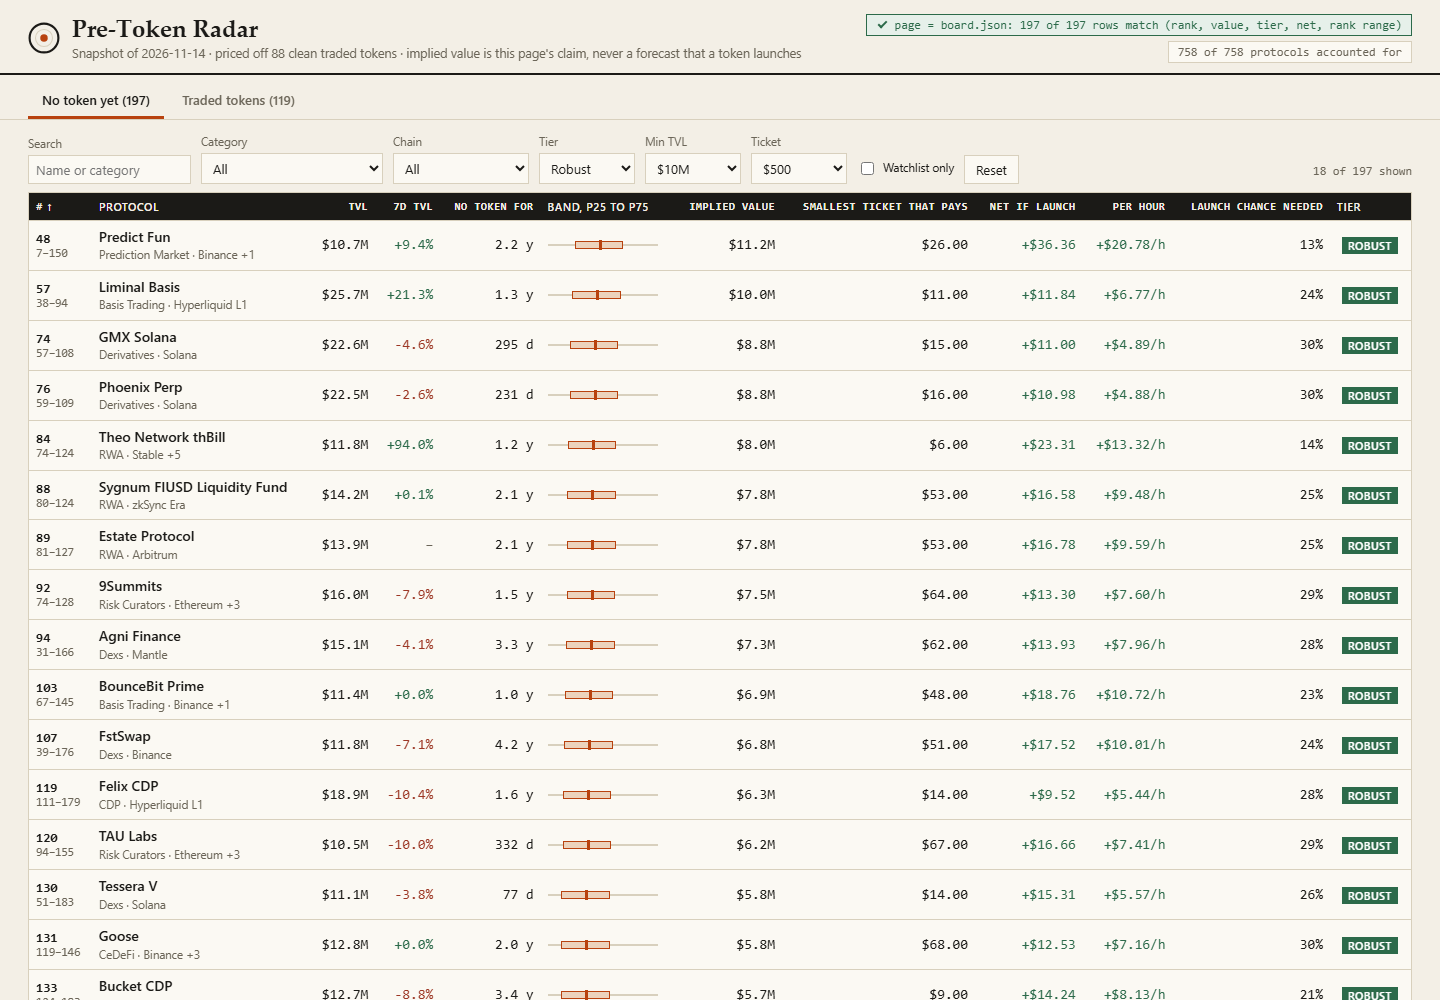 Pre-Token Radar
Snapshot of 2026-11-14 · priced off 88 clean traded tokens · implied value is this page's claim, never a forecast that a token launches
✓ page = board.json: 197 of 197 rows match (rank, value, tier, net, rank range)
758 of 758 protocols accounted for
No token yet (197) Traded tokens (119)
Search Category Chain Tier Min TVL Ticket
Name or category All All Robust $10M $500 Watchlist only Reset 18 of 197 shown
# ↑ PROTOCOL TVL 7D TVL NO TOKEN FOR BAND, P25 TO P75 IMPLIED VALUE SMALLEST TICKET THAT PAYS NET IF LAUNCH PER HOUR LAUNCH CHANCE NEEDED TIER
48 Predict Fun $10.7M +9.4% 2.2 y $11.2M $26.00 +$36.36 +$20.78/h 13% ROBUST
7–150 Prediction Market · Binance +1
57 Liminal Basis $25.7M +21.3% 1.3 y $10.0M $11.00 +$11.84 +$6.77/h 24% ROBUST
38–94 Basis Trading · Hyperliquid L1
74 GMX Solana $22.6M -4.6% 295 d $8.8M $15.00 +$11.00 +$4.89/h 30% ROBUST
57–108 Derivatives · Solana
76 Phoenix Perp $22.5M -2.6% 231 d $8.8M $16.00 +$10.98 +$4.88/h 30% ROBUST
59–109 Derivatives · Solana
84 Theo Network thBill $11.8M +94.0% 1.2 y $8.0M $6.00 +$23.31 +$13.32/h 14% ROBUST
74–124 RWA · Stable +5
88 Sygnum FIUSD Liquidity Fund $14.2M +0.1% 2.1 y $7.8M $53.00 +$16.58 +$9.48/h 25% ROBUST
80–124 RWA · zkSync Era
89 Estate Protocol $13.9M – 2.1 y $7.8M $53.00 +$16.78 +$9.59/h 25% ROBUST
81–127 RWA · Arbitrum
92 9Summits $16.0M -7.9% 1.5 y $7.5M $64.00 +$13.30 +$7.60/h 29% ROBUST
74–128 Risk Curators · Ethereum +3
94 Agni Finance $15.1M -4.1% 3.3 y $7.3M $62.00 +$13.93 +$7.96/h 28% ROBUST
31–166 Dexs · Mantle
103 BounceBit Prime $11.4M +0.0% 1.0 y $6.9M $48.00 +$18.76 +$10.72/h 23% ROBUST
67–145 Basis Trading · Binance +1
107 FstSwap $11.8M -7.1% 4.2 y $6.8M $51.00 +$17.52 +$10.01/h 24% ROBUST
39–176 Dexs · Binance
119 Felix CDP $18.9M -10.4% 1.6 y $6.3M $14.00 +$9.52 +$5.44/h 28% ROBUST
111–179 CDP · Hyperliquid L1
120 TAU Labs $10.5M -10.0% 332 d $6.2M $67.00 +$16.66 +$7.41/h 29% ROBUST
94–155 Risk Curators · Ethereum +3
130 Tessera V $11.1M -3.8% 77 d $5.8M $14.00 +$15.31 +$5.57/h 26% ROBUST
51–183 Dexs · Solana
131 Goose $12.8M +0.0% 2.0 y $5.8M $68.00 +$12.53 +$7.16/h 30% ROBUST
119–146 CeDeFi · Binance +3
133 Bucket CDP $12.7M -8.8% 3.4 y $5.7M $9.00 +$14.24 +$8.13/h 21% ROBUST